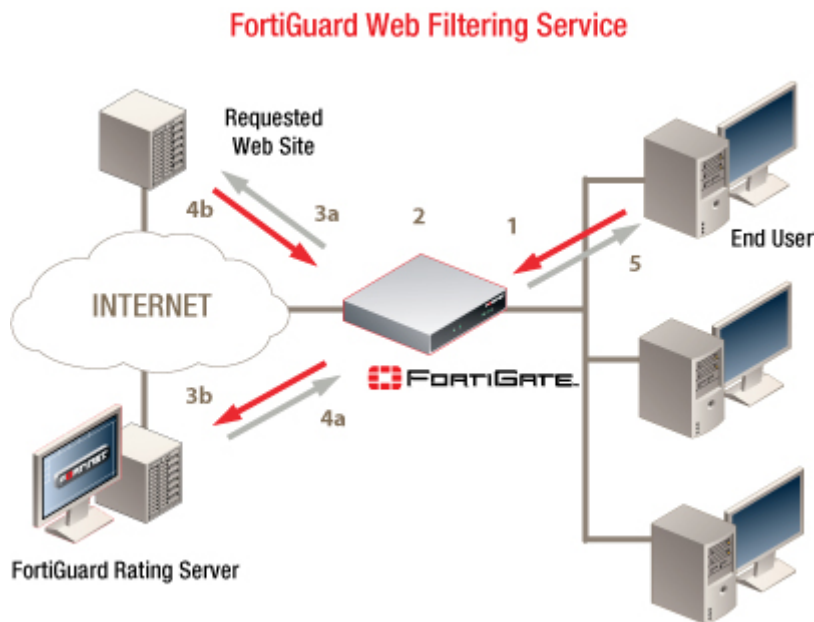 FortiGuard Web Filtering Service
Requested
Web Site
4b
3a
2
1
5
End User
INTERNET
FORTIGATE
3b
4a
FORTINET
FortiGuard Rating Server